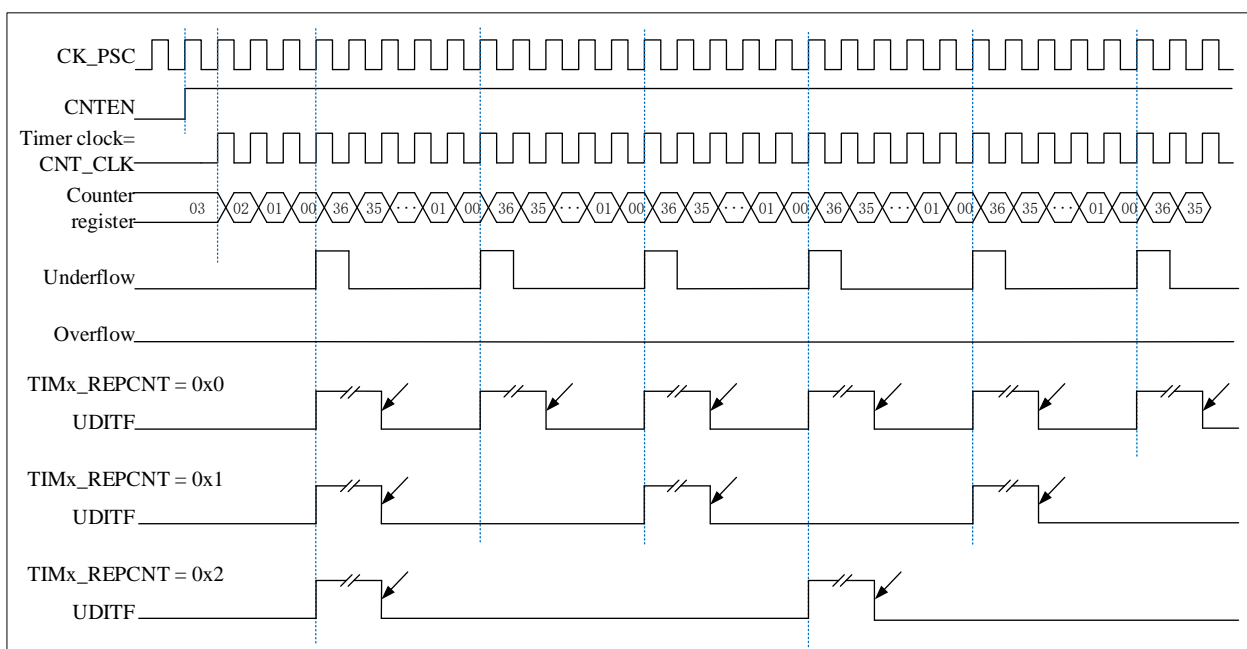 CK_PSC
CNTEN
Timer clock=
CNT_CLK
Counter
register
03 02 01 00 36 35 ··· 01 00 36 35 ··· 01 00 36 35 ··· 01 00 36 35 ··· 01 00 36 35 ··· 01 00 36 35
Underflow
Overflow
TIMx_REPCNT = 0x0
UDITF
TIMx_REPCNT = 0x1
UDITF
TIMx_REPCNT = 0x2
UDITF